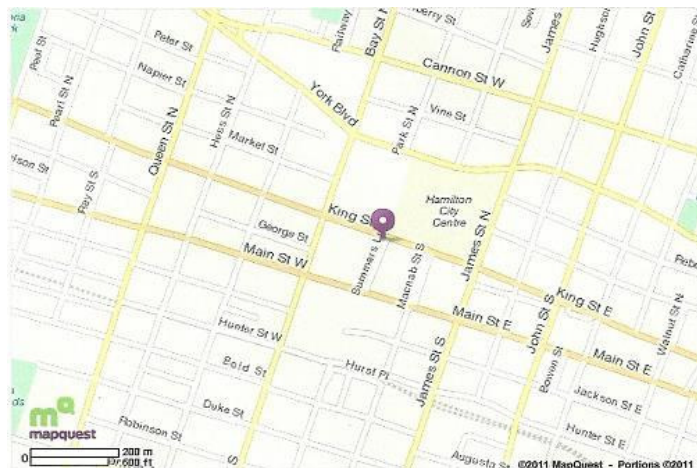 Peter St
Railway
Bay St N
James St
Hughson
John St
Catharine St
Cannon St W
Pearl St N
Napier St
Queen St N
Hess St N
Market St
York Blvd
Park St N
Vine St
Ray St S
King St
Hamilton
City
Centre
James St N
George St
Main St W
Summers
Macnab St S
Main St E
King St E
John St S
Walnut St N
Hunter St W
Bold St
Hurst Pl
James St S
Bowen St
Main St E
Duke St
Jackson St E
Hunter St E
Robinson St
Augusta St
mapquest
200 m
0
600 ft
S
©2011 MapQuest - Portions ©2011